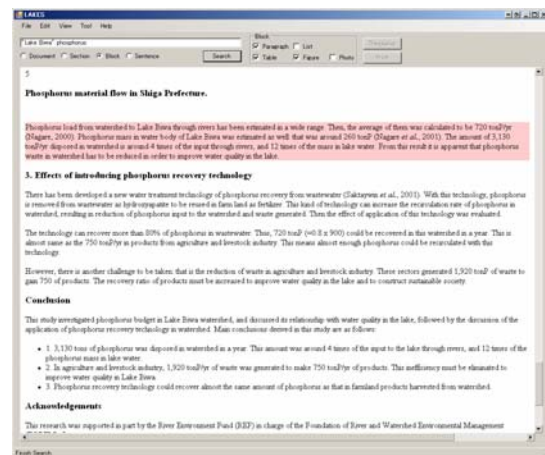 LAKES
File Edit View Tool Help
"Lake Biwa" phosphorus
Document Section Block Sentence
Search
Block
Paragraph List
Table Figure Photo
5
Phosphorus material flow in Shiga Prefecture.
Phosphorus load from watershed to Lake Biwa through rivers has been estimated in a wide range. Then, the average of them was calculated to be 720 tonP/yr
(Nagare, 2000). Phosphorus mass in water body of Lake Biwa was estimated as well that was around 260 tonP (Nagare et al., 2001). The amount of 3,130
tonP/yr disposed in watershed is around 4 times of the input through rivers, and 12 times of the mass in lake water. From this result it is apparent that phosphorus
waste in watershed has to be reduced in order to improve water quality in the lake.
3. Effects of introducing phosphorus recovery technology
There has been developed a new water treatment technology of phosphorus recovery from wastewater et al., 2001). With this technology, phosphorus
is removed from wastewater as hydroxyapatite to be reused in farm land as fertilizer. This kind of technology can increase the recirculation rate of phosphorus in
watershed, resulting in reduction of phosphorus input to the watershed and waste generated. Then the effect of application of this technology was evaluated.
The technology can recover more than 80% of phosphorus in wastewater. Thus, 720 tonP (=0.8 x 900) could be recovered in this watershed in a year. This is
almost same as the 750 tonP/yr in products from agriculture and livestock industry. This means almost enough phosphorus could be recirculated with this
technology.
However, there is another challenge to be taken: that is the reduction of waste in agriculture and livestock industry. These sectors generated 1,920 tonP of waste to
gain 750 of products. The recovery ratio of products must be increased to improve water quality in the lake and to construct sustainable society.
Conclusion
This study investigated phosphorus budget in Lake Biwa watershed, and discussed its relationship with water quality in the lake, followed by the discussion of the
application of phosphorus recovery technology in watershed. Main conclusions derived in this study are as follows:
1. 3,130 tons of phosphorus was disposed in watershed in a year. This amount was around 4 times of the input to the lake through rivers, and 12 times of the
phosphorus mass in lake water.
2. In agriculture and livestock industry, 1,920 tonP/yr of waste was generated to make 750 tonP/yr of products. This inefficiency must be eliminated to
improve water quality in Lake Biwa.
3. Phosphorus recovery technology could recover almost the same amount of phosphorus as that in farmland products harvested from watershed.
Acknowledgements
This research was supported in part by the River Environment Fund (REF) in charge of the Foundation of River and Watershed Environmental Management
Finish Search